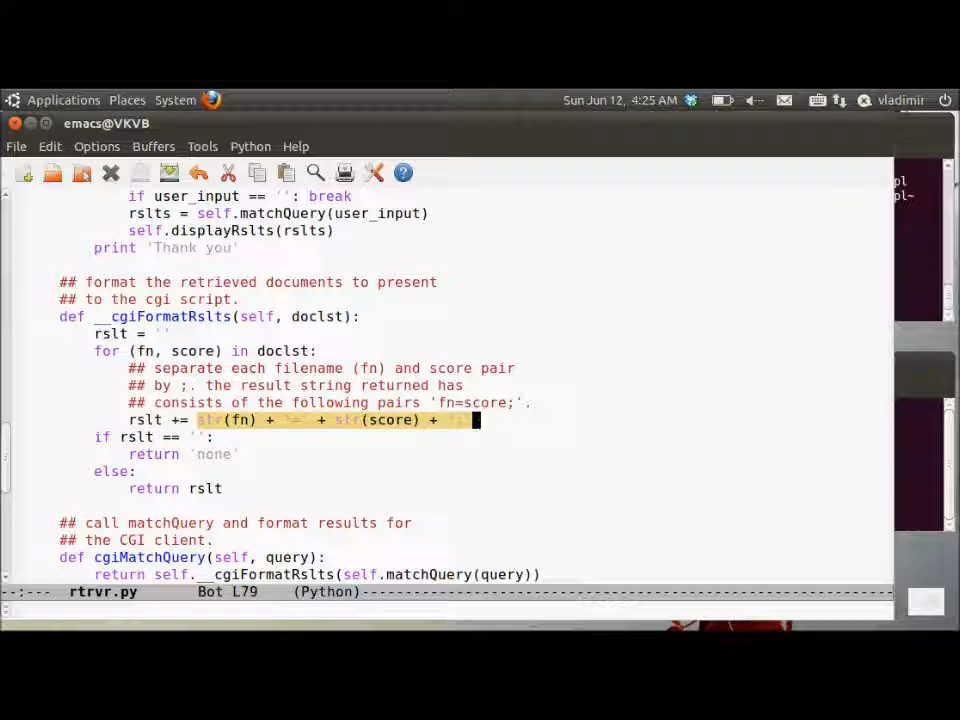 Applications Places System Sun Jun 12, 4:25 AM vladimir
emacs@VKVB
File Edit Options Buffers Tools Python Help
pl
pl~
if user_input == '': break
rslts = self.matchQuery(user_input)
self.displayRslts(rslts)
print 'Thank you'
## format the retrieved documents to present
## to the cgi script.
def __cgiFormatRslts(self, doclst):
rslt = ''
for (fn, score) in doclst:
## separate each filename (fn) and score pair
## by ;. the result string returned has
## consists of the following pairs 'fn=score;'.
rslt += str(fn) + '=' + str(score) +
if rslt == '':
return 'none'
else:
return rslt
## call matchQuery and format results for
## the CGI client.
def cgiMatchQuery(self, query):
return self.__cgiFormatRslts(self.matchQuery(query))
--:--- rtrvr.py Bot L79 (Python)--------------------------------------------------------------